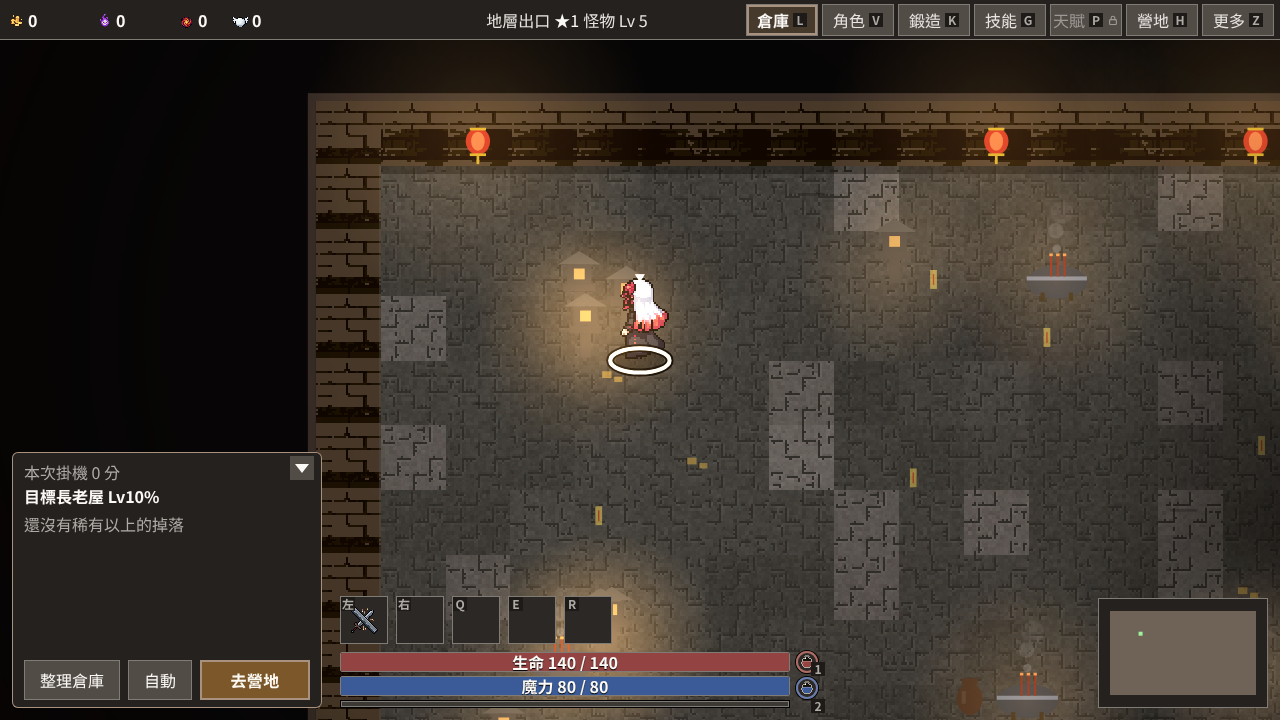 0 0 0 0
地層出口 ★1 怪物 Lv 5
倉庫 L 角色 V 鍛造 K 技能 G 天賦 P 營地 H 更多 Z
本次掛機 0 分
目標長老屋 Lv10%
還沒有稀有以上的掉落
整理倉庫 自動 去營地
左 右 Q E R
生命 140 / 140 1
魔力 80 / 80 2